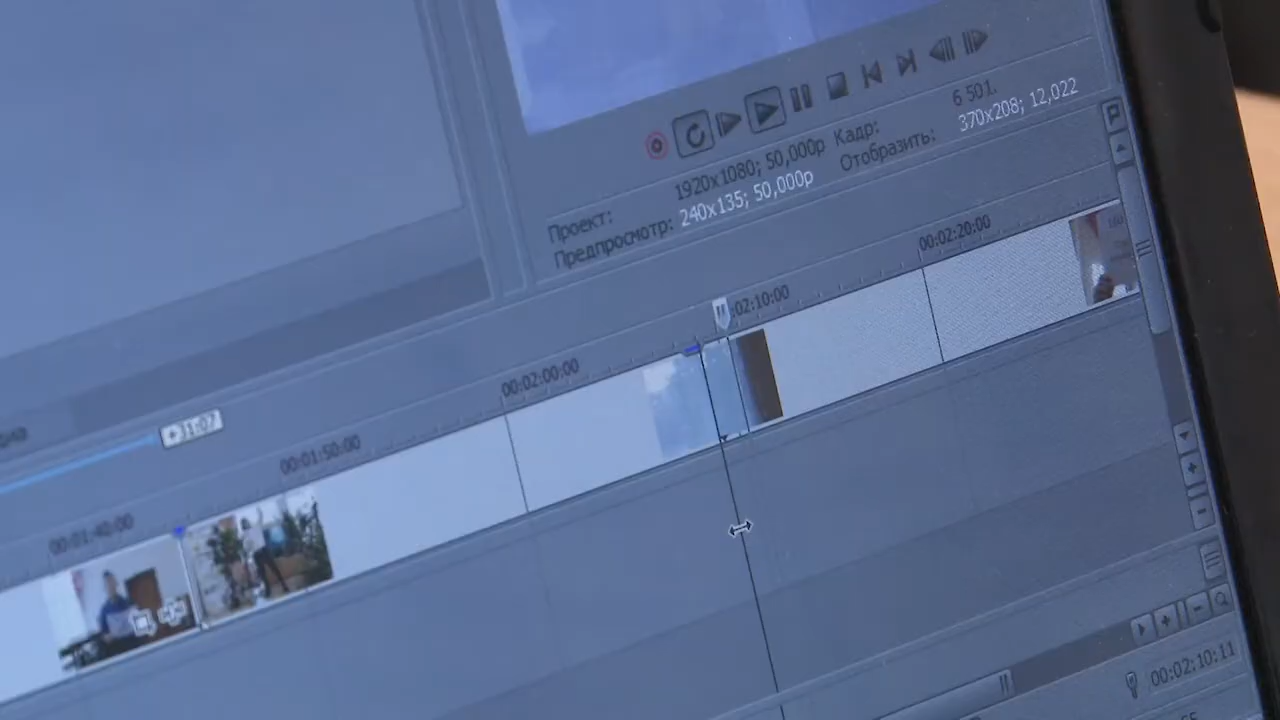 Проект: 1920x1080; 50,000p Кадр: 6 501.
Предпросмотр: 240x135; 50,000p Отобразить: 370x208; 12,022
P
+31:07
00:01:40:00 00:01:50:00 00:02:00:00 :02:10:00 00:02:20:00
00:02:10:11